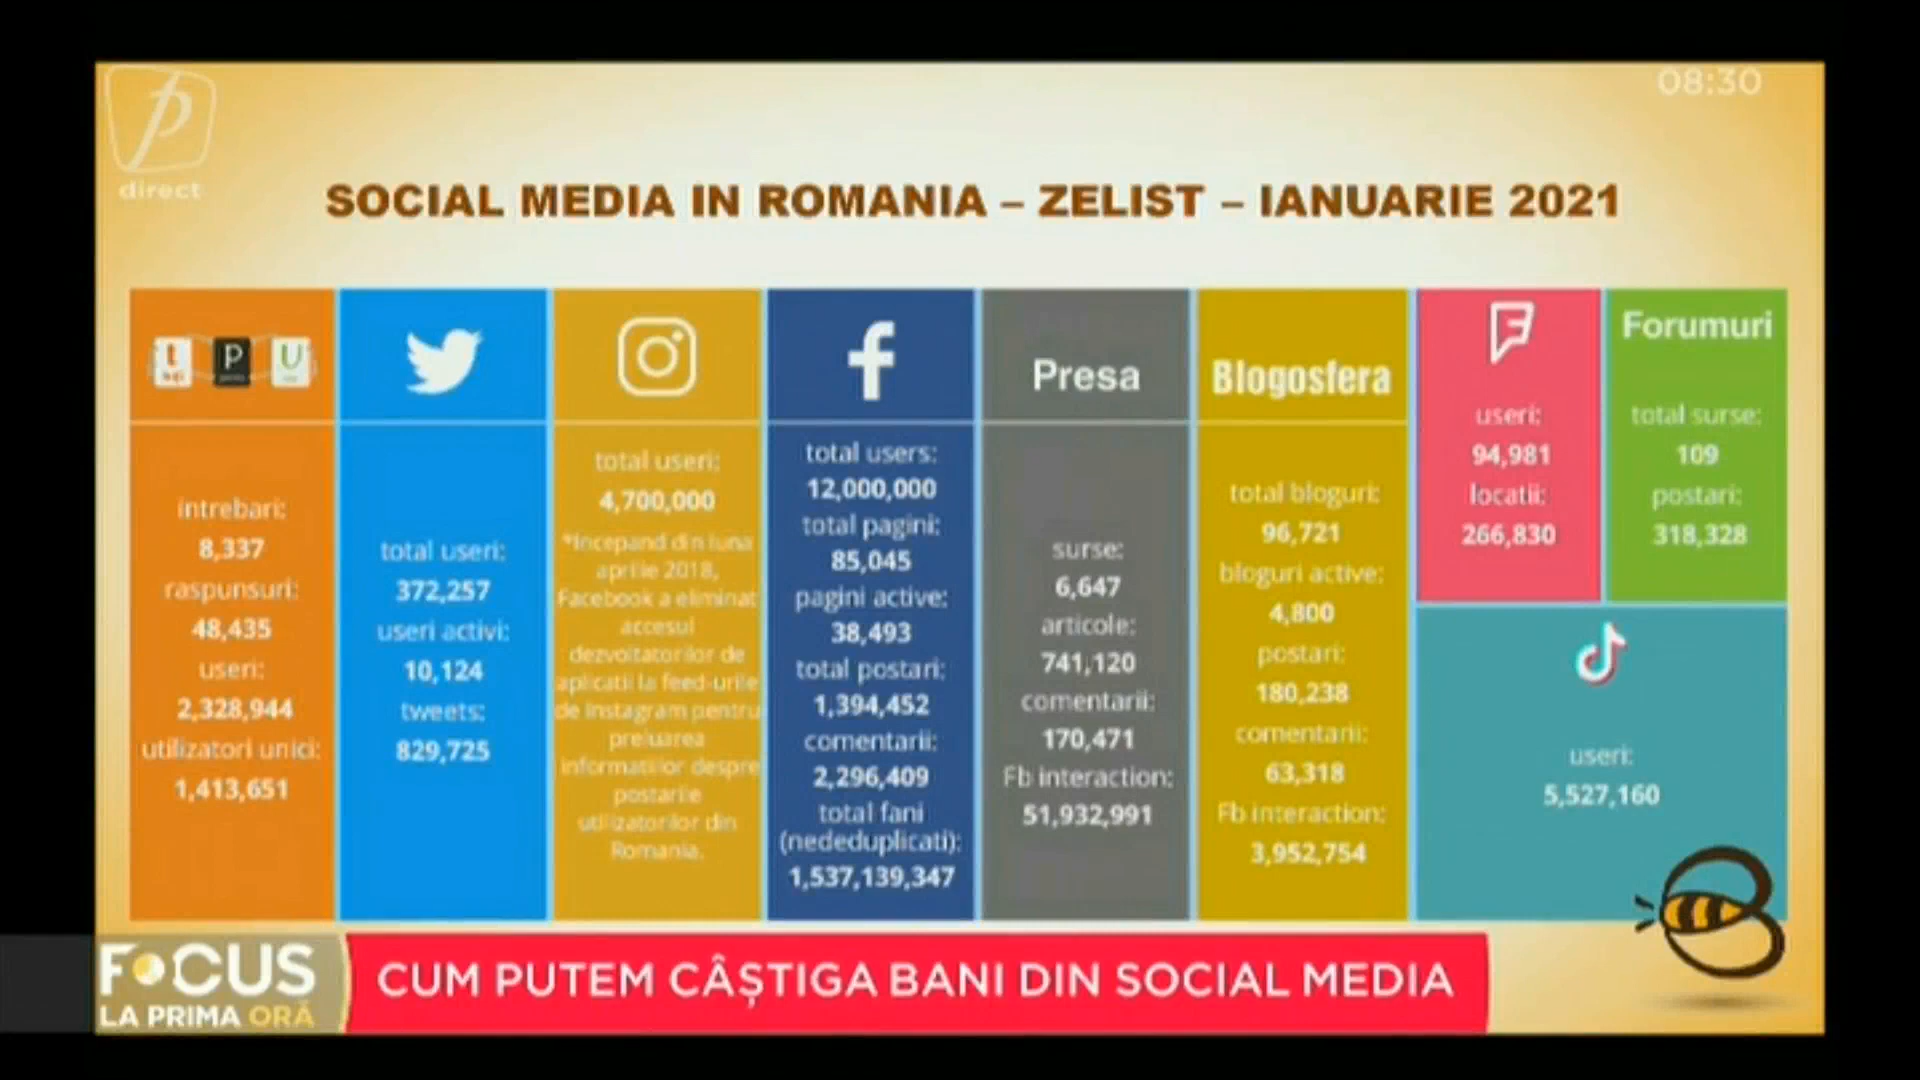 p
direct
08:30
SOCIAL MEDIA IN ROMANIA – ZELIST – IANUARIE 2021
t P U
intrebari:
8,337
raspunsuri:
48,435
useri:
2,328,944
utilizatori unici:
1,413,651
total useri:
372,257
useri activi:
10,124
tweets:
829,725
total useri:
4,700,000
*Incepand din luna
aprilie 2018,
Facebook a eliminat
accesul
dezvoltatorilor de
aplicatii la feed-urile
de Instagram pentru
preluarea
informatiilor despre
postarile
utilizatorilor din
Romania.
f
total users:
12,000,000
total pagini:
85,045
pagini active:
38,493
total postari:
1,394,452
comentarii:
2,296,409
total fani
(nededuplicati):
1,537,139,347
Presa
surse:
6,647
articole:
741,120
comentarii:
170,471
Fb interaction:
51,932,991
Blogosfera
total bloguri:
96,721
bloguri active:
4,800
postari:
180,238
comentarii:
63,318
Fb interaction:
3,952,754
useri:
94,981
locatii:
266,830
Forumuri
total surse:
109
postari:
318,328
useri:
5,527,160
FOCUS
LA PRIMA ORĂ
CUM PUTEM CÂȘTIGA BANI DIN SOCIAL MEDIA